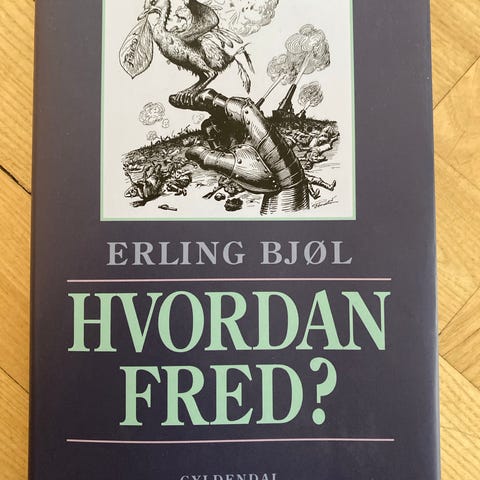 ERLING BJØL
HVORDAN
FRED?
GYLDENDAL